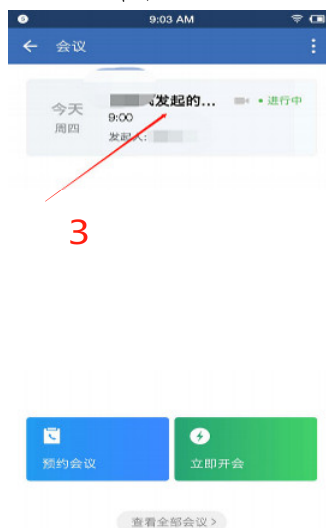 9:03 AM
会议
今天
周四
发起的...
进行中
9:00
发起人:
3
预约会议
立即开会
查看全部会议>